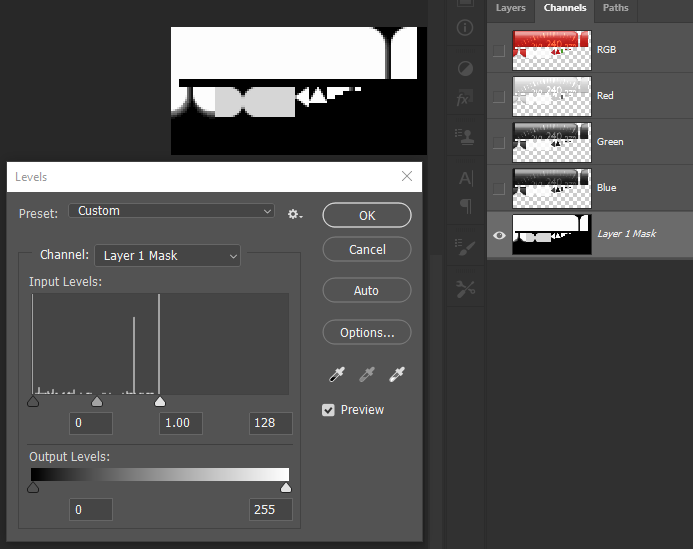 Layers Channels Paths
RGB
Red
Green
Blue
Layer 1 Mask
Levels
Preset: Custom
OK
Cancel
Auto
Options...
Preview
Channel: Layer 1 Mask
Input Levels:
0 1.00 128
Output Levels:
0 255